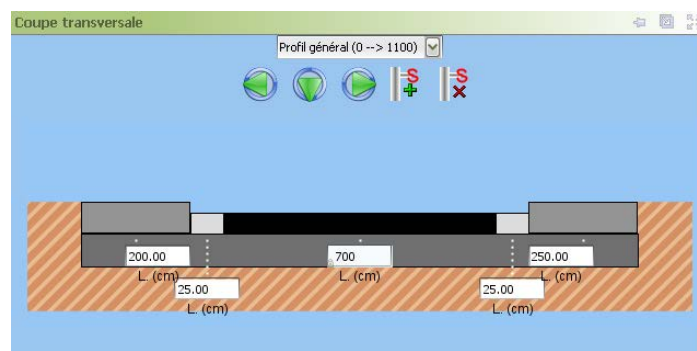 Coupe transversale
Profil général (0 --> 1100)
S S
200.00 700 250.00
L. (cm) L. (cm) L. (cm)
25.00 25.00
L. (cm) L. (cm)